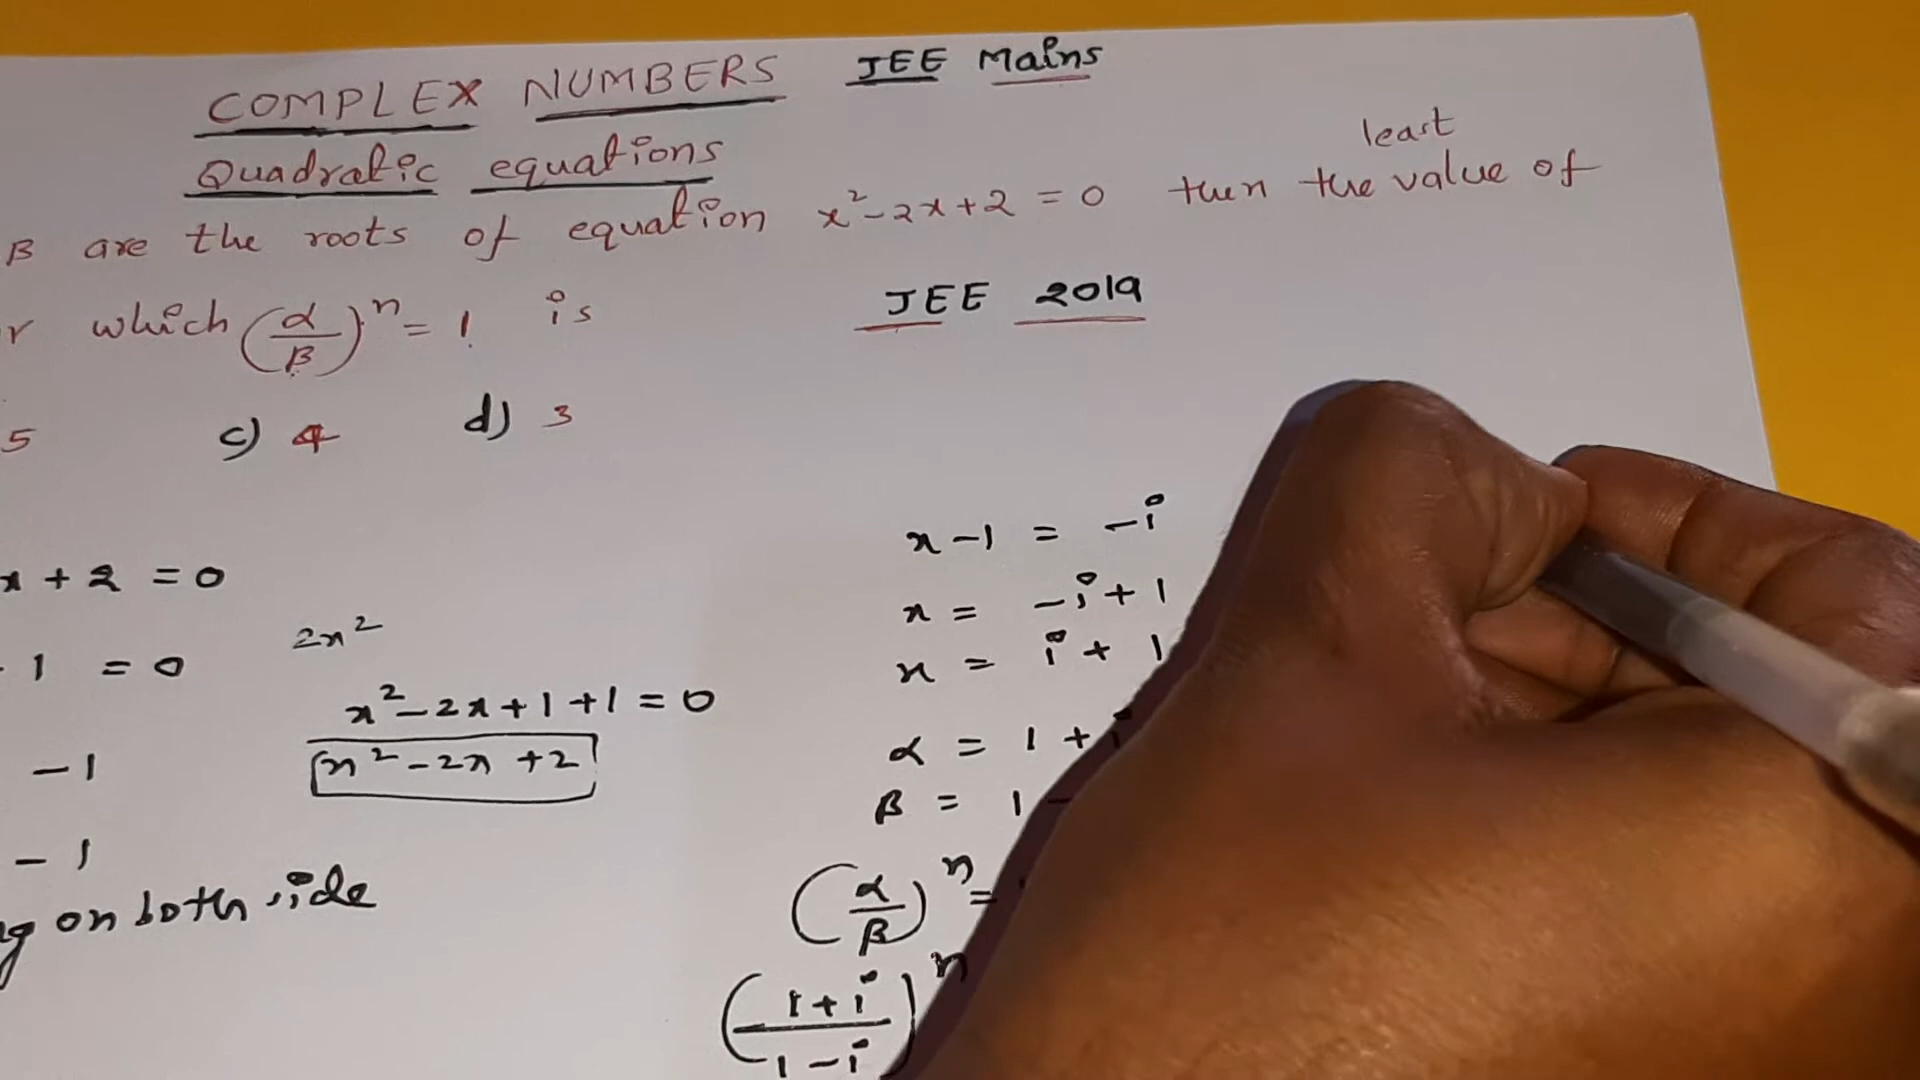 COMPLEX NUMBERS JEE Mains
Quadratic equations
least
β are the roots of equation x²-2x+2 = 0 then the value of
r which (α/β)ⁿ = 1 is
JEE 2019
5 c) 4 d) 3
x + 2 = 0
- 1 = 0
2x²
x²-2x+1+1 = 0
x²-2x+2
-1
-1
g on both side
x-1 = -i
x = -i+1
x = i+1
α = 1+i
β = 1-
(α/β)ⁿ =
(1+i/1-i)ⁿ